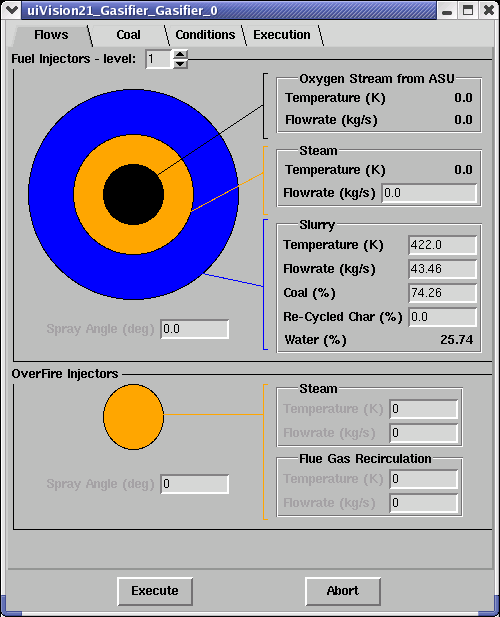 uiVision21_Gasifier_Gasifier_0
Flows Coal Conditions Execution
Fuel Injectors - level: 1
Oxygen Stream from ASU
Temperature (K) 0.0
Flowrate (kg/s) 0.0
Steam
Temperature (K) 0.0
Flowrate (kg/s) 0.0
Slurry
Temperature (K) 422.0
Flowrate (kg/s) 43.46
Coal (%) 74.26
Re-Cycled Char (%) 0.0
Water (%) 25.74
Spray Angle (deg) 0.0
OverFire Injectors
Steam
Temperature (K) 0
Flowrate (kg/s) 0
Flue Gas Recirculation
Temperature (K) 0
Flowrate (kg/s) 0
Spray Angle (deg) 0
Execute Abort